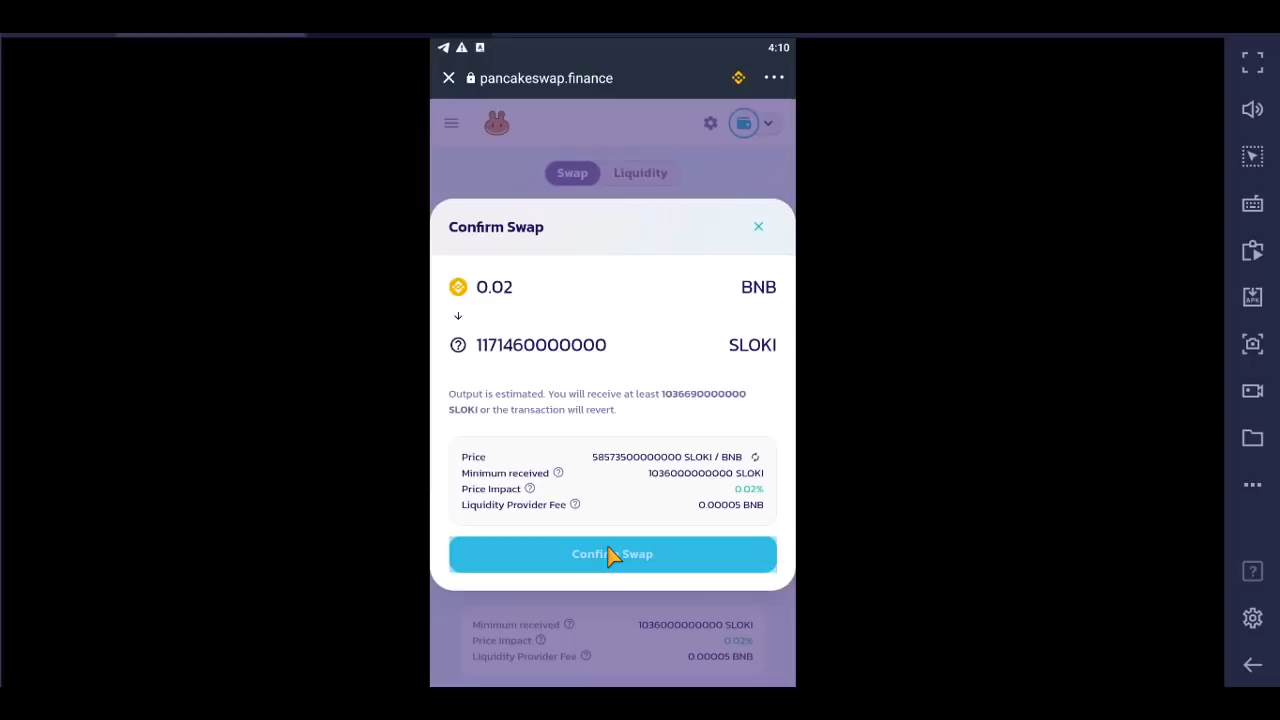 4:10
pancakeswap.finance
Swap Liquidity
Confirm Swap
0.02 BNB
1171460000000 SLOKI
Output is estimated. You will receive at least 1036690000000
SLOKI or the transaction will revert.
Price 58573500000000 SLOKI / BNB
Minimum received 1036000000000 SLOKI
Price Impact 0.02%
Liquidity Provider Fee 0.00005 BNB
Confirm Swap
Minimum received 1036000000000 SLOKI
Price Impact 0.02%
Liquidity Provider Fee 0.00005 BNB